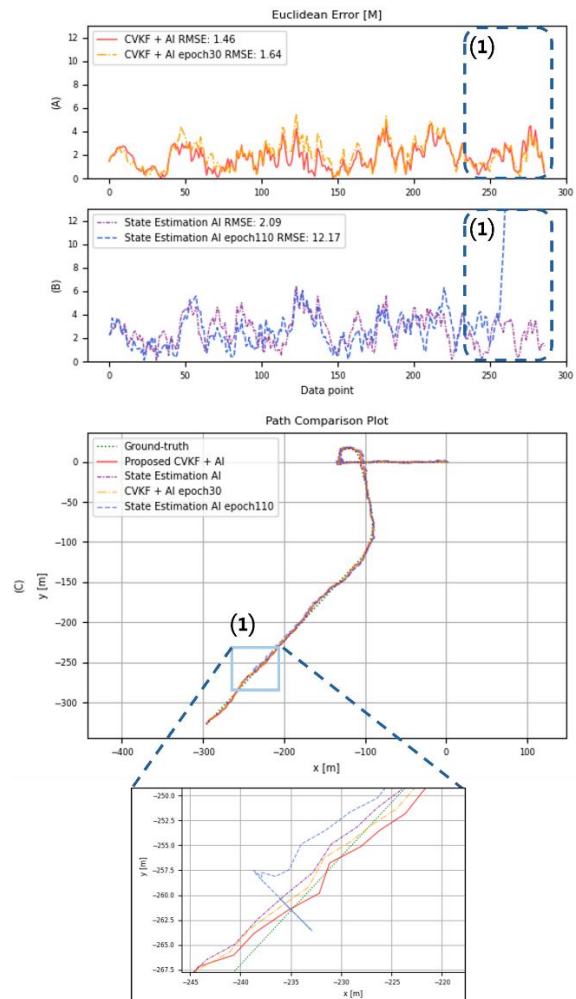 Euclidean Error [M]
CVKF + AI RMSE: 1.46
CVKF + AI epoch30 RMSE: 1.64
(1)
(A)
12
10
8
6
4
2
0
0 50 100 150 200 250 300
State Estimation AI RMSE: 2.09
State Estimation AI epoch110 RMSE: 12.17
(1)
(B)
12
10
8
6
4
2
0
0 50 100 150 200 250 300
Data point
Path Comparison Plot
Ground-truth
Proposed CVKF + AI
State Estimation AI
CVKF + AI epoch30
State Estimation AI epoch110
(C)
y [m]
0
−50
−100
−150
−200
−250
−300
(1)
−400 −300 −200 −100 0 100
x [m]
y [m]
−250.0
−252.5
−255.0
−257.5
−260.0
−262.5
−265.0
−267.5
−245 −240 −235 −230 −225 −220
x [m]